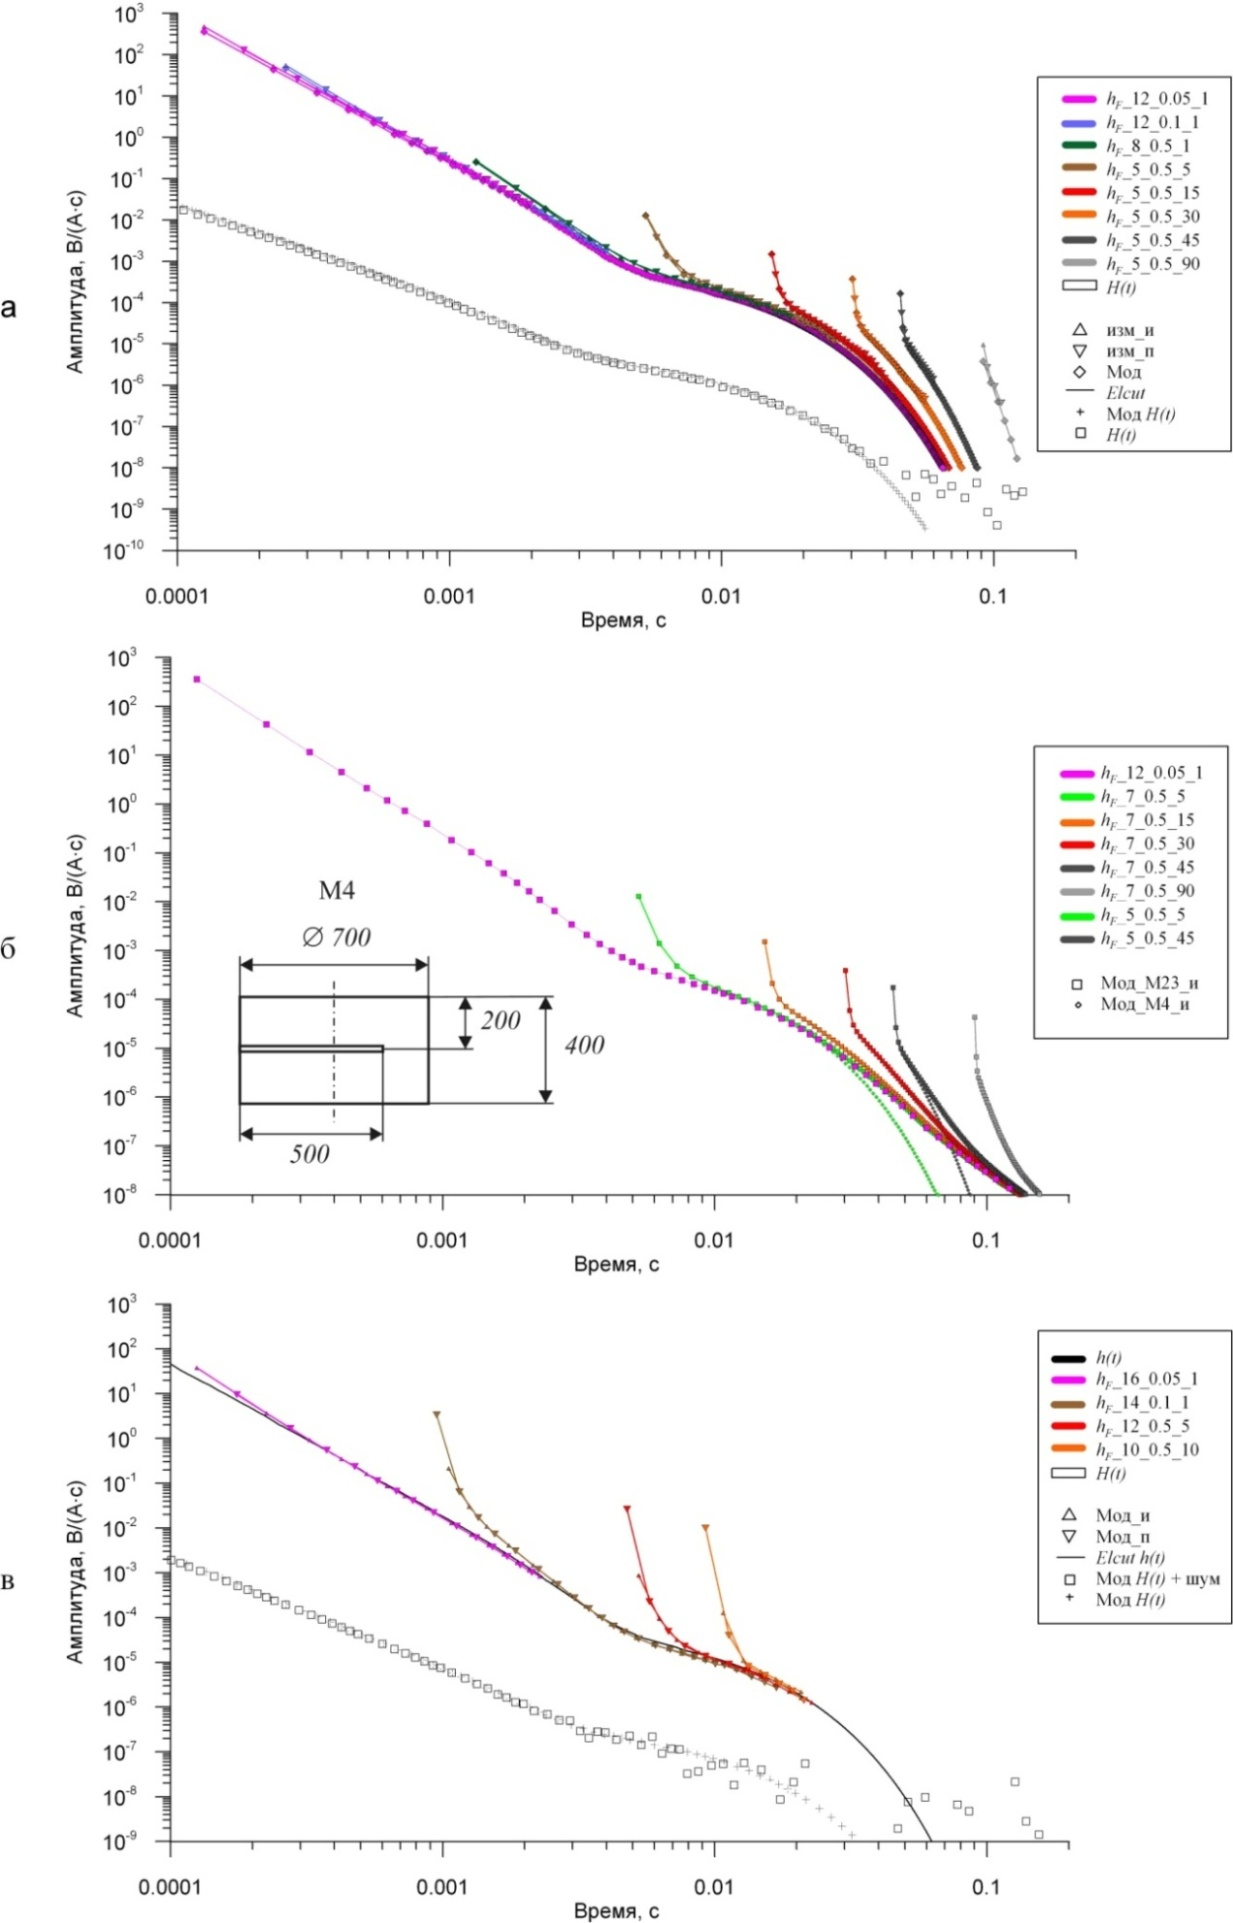 а
Амплитуда, В/(А·с)
10³
10²
10¹
10⁰
10⁻¹
10⁻²
10⁻³
10⁻⁴
10⁻⁵
10⁻⁶
10⁻⁷
10⁻⁸
10⁻⁹
10⁻¹⁰
0.0001 0.001 0.01 0.1
Время, с
h_F_12_0.05_1
h_F_12_0.1_1
h_F_8_0.5_1
h_F_5_0.5_5
h_F_5_0.5_15
h_F_5_0.5_30
h_F_5_0.5_45
h_F_5_0.5_90
H(t)
изм_и
изм_п
Мод
Elcut
Мод H(t)
H(t)
б
Амплитуда, В/(А·с)
10³
10²
10¹
10⁰
10⁻¹
10⁻²
10⁻³
10⁻⁴
10⁻⁵
10⁻⁶
10⁻⁷
10⁻⁸
0.0001 0.001 0.01 0.1
Время, с
М4
Ø 700
200
400
500
h_F_12_0.05_1
h_F_7_0.5_5
h_F_7_0.5_15
h_F_7_0.5_30
h_F_7_0.5_45
h_F_7_0.5_90
h_F_5_0.5_5
h_F_5_0.5_45
Мод_М23_и
Мод_М4_и
в
Амплитуда, В/(А·с)
10³
10²
10¹
10⁰
10⁻¹
10⁻²
10⁻³
10⁻⁴
10⁻⁵
10⁻⁶
10⁻⁷
10⁻⁸
10⁻⁹
0.0001 0.001 0.01 0.1
Время, с
h(t)
h_F_16_0.05_1
h_F_14_0.1_1
h_F_12_0.5_5
h_F_10_0.5_10
H(t)
Мод_и
Мод_п
Elcut h(t)
Мод H(t) + шум
Мод H(t)